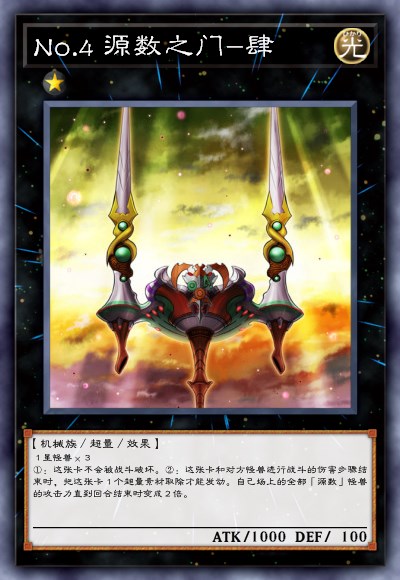 No.4 源数之门-肆
光
【机械族/超量/效果】
1星怪兽×3
①:这张卡不会被战斗破坏。②:这张卡和对方怪兽进行战斗的伤害步骤结
束时,把这张卡1个超量素材取除才能发动。自己场上的全部「源数」怪兽
的攻击力直到回合结束时变成2倍。
ATK/1000 DEF/ 100